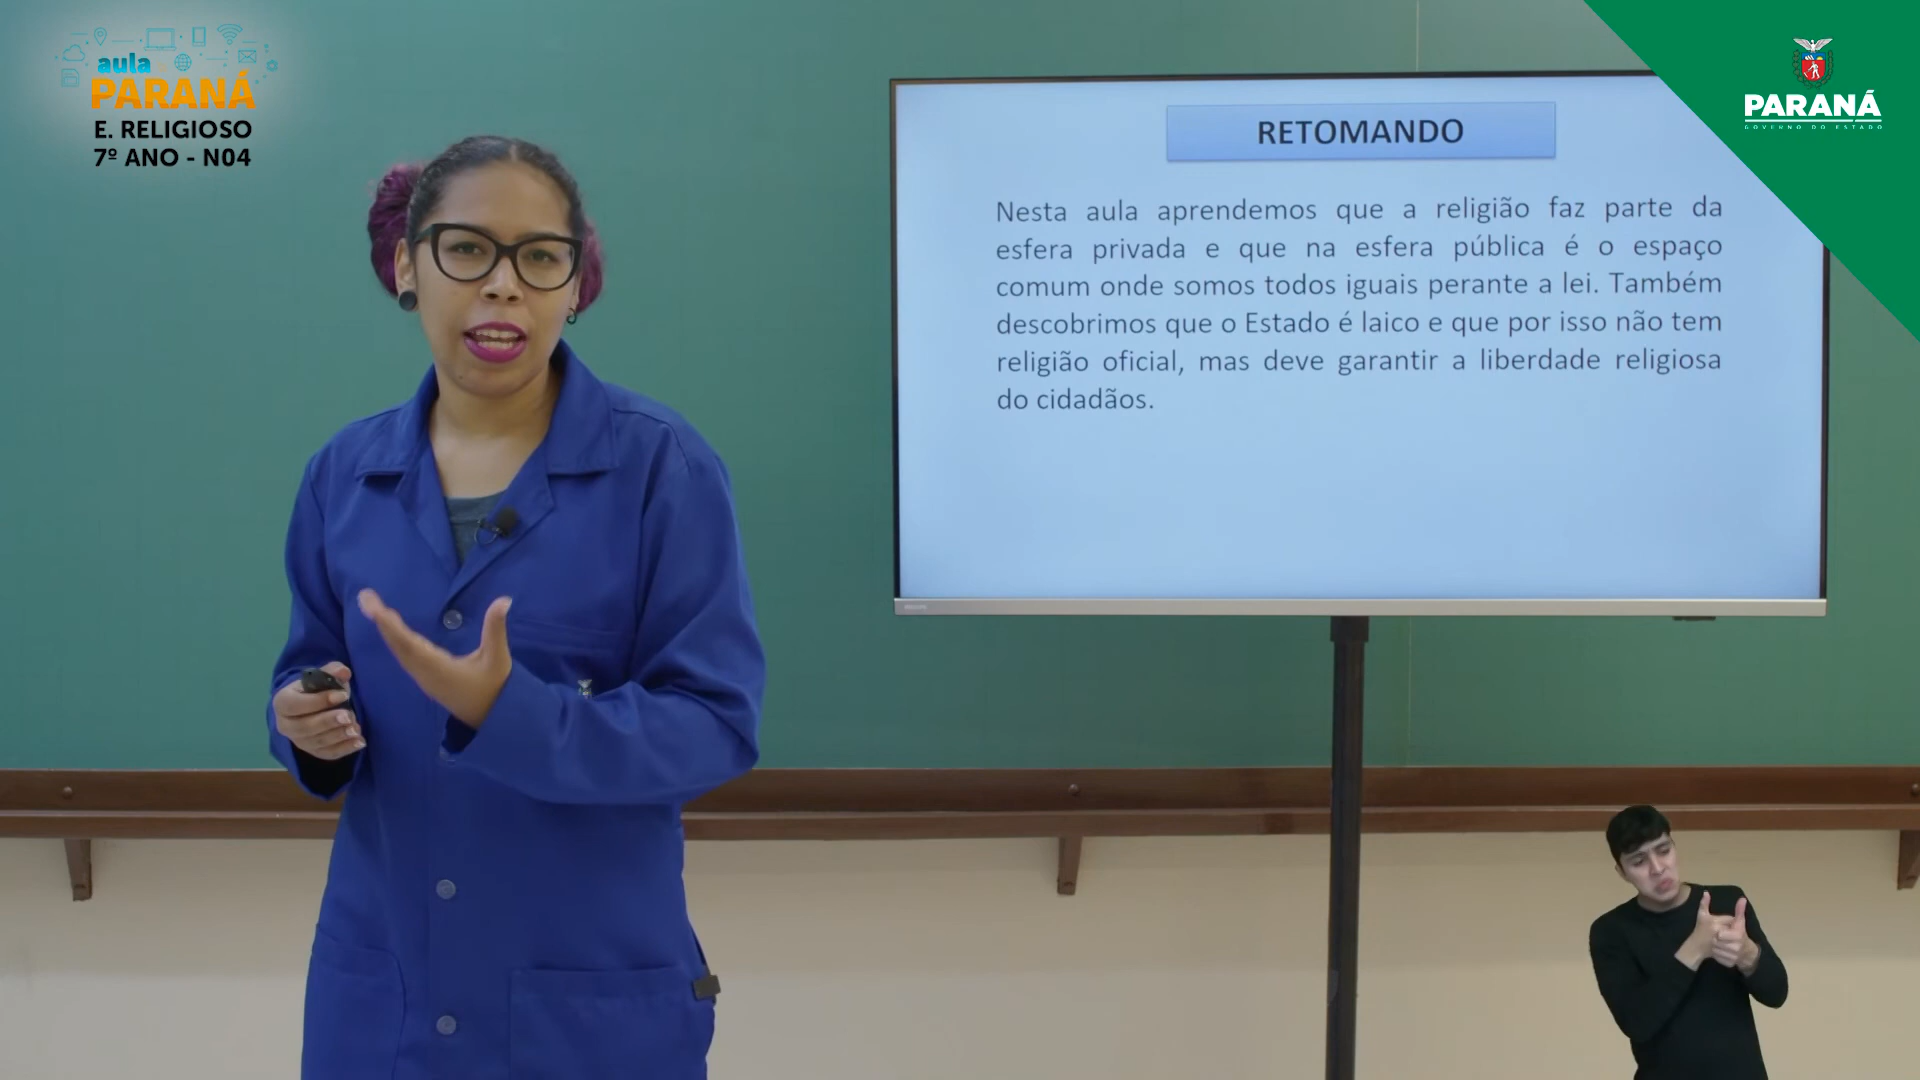 aula
PARANÁ
E. RELIGIOSO
7º ANO - N04
RETOMANDO
Nesta aula aprendemos que a religião faz parte da
esfera privada e que na esfera pública é o espaço
comum onde somos todos iguais perante a lei. Também
descobrimos que o Estado é laico e que por isso não tem
religião oficial, mas deve garantir a liberdade religiosa
do cidadãos.
PARANÁ
GOVERNO DO ESTADO